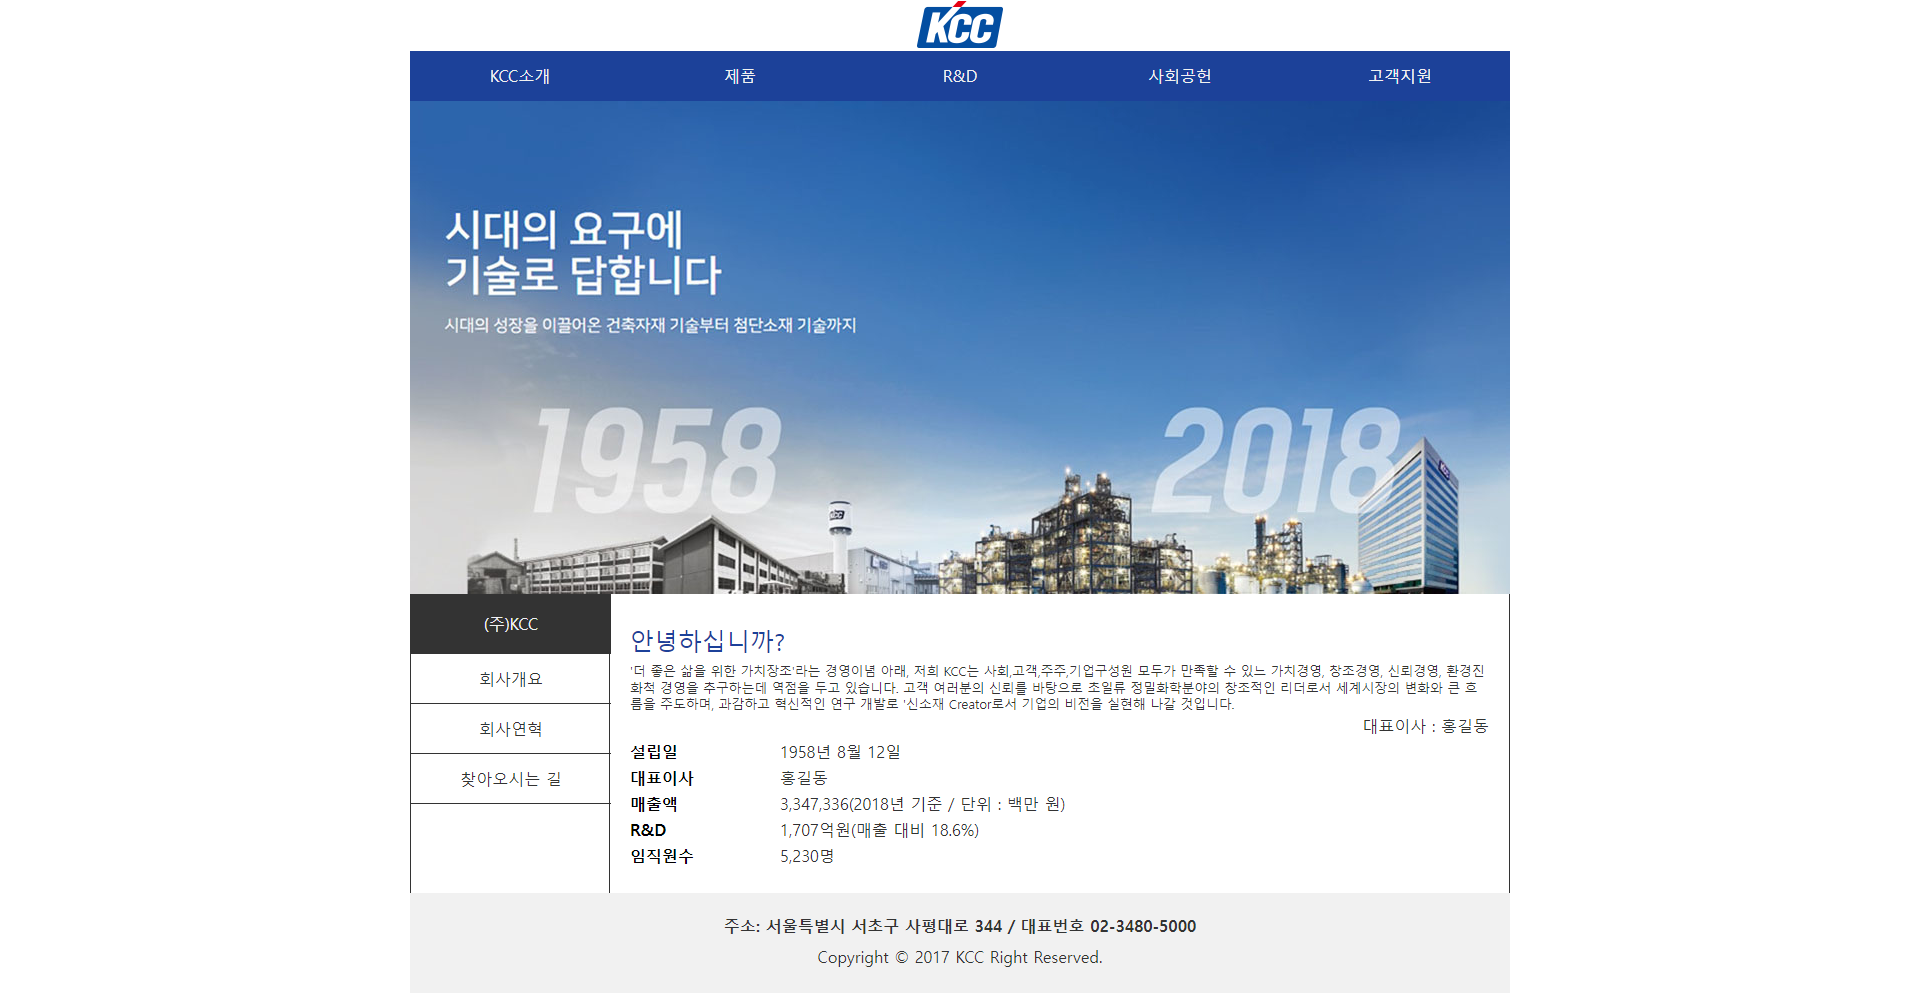 KCC
KCC소개 제품 R&D 사회공헌 고객지원
시대의 요구에
기술로 답합니다
시대의 성장을 이끌어온 건축자재 기술부터 첨단소재 기술까지
1958 2018
KCC
KCC
(주)KCC
회사개요
회사연혁
찾아오시는 길
안녕하십니까?
'더 좋은 삶을 위한 가치장조'라는 경영이념 아래, 저희 KCC는 사회,고객,주주,기업구성원 모두가 만족할 수 있느 가치경영, 창조경영, 신뢰경영, 환경진
화척 경영을 추구하는데 역점을 두고 있습니다. 고객 여러분의 신뢰를 바탕으로 초일류 정밀화학분야의 창조적인 리더로서 세계시장의 변화와 큰 흐
름을 주도하며, 과감하고 혁신적인 연구 개발로 '신소재 Creator로서 기업의 비전을 실현해 나갈 것입니다.
대표이사 : 홍길동
설립일 1958년 8월 12일
대표이사 홍길동
매출액 3,347,336(2018년 기준 / 단위 : 백만 원)
R&D 1,707억원(매출 대비 18.6%)
임직원수 5,230명
주소: 서울특별시 서초구 사평대로 344 / 대표번호 02-3480-5000
Copyright © 2017 KCC Right Reserved.